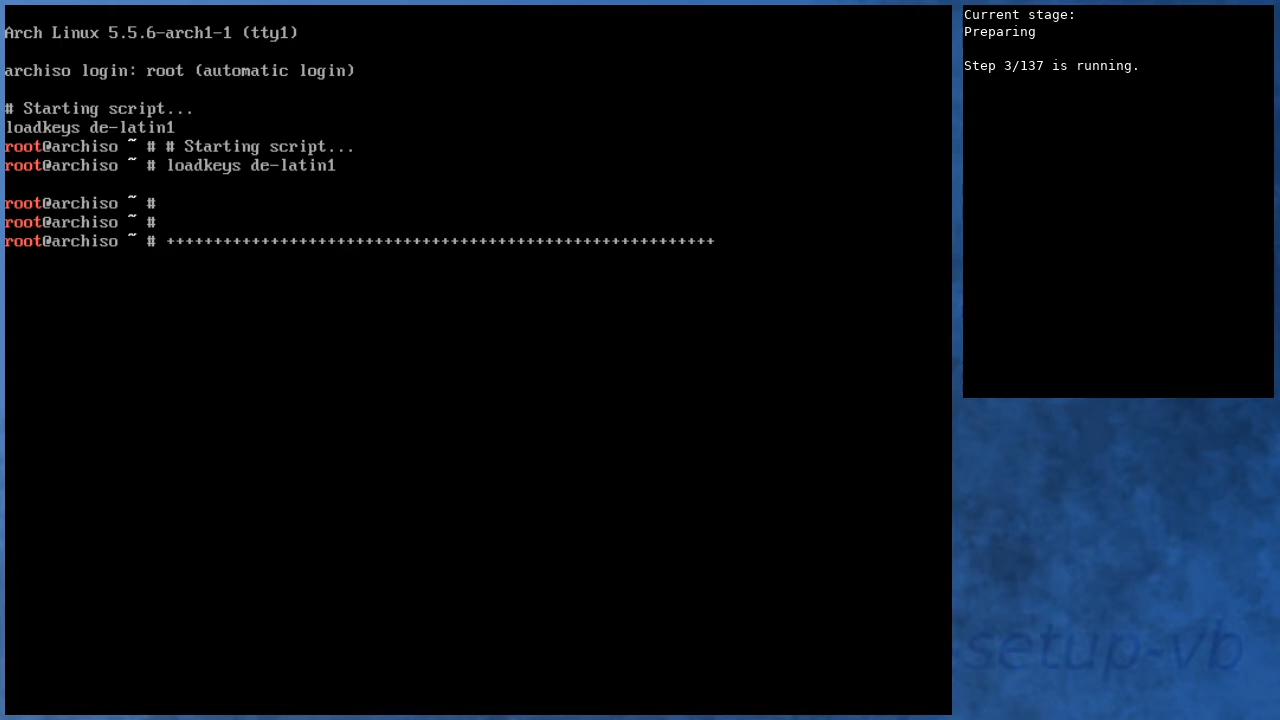 Arch Linux 5.5.6-arch1-1 (tty1)
archiso login: root (automatic login)
# Starting script...
loadkeys de-latin1
root@archiso ~ # # Starting script...
root@archiso ~ # loadkeys de-latin1
root@archiso ~ #
root@archiso ~ #
root@archiso ~ # ++++++++++++++++++++++++++++++++++++++++++++++++++++++++++
Current stage:
Preparing
Step 3/137 is running.
setup-vb